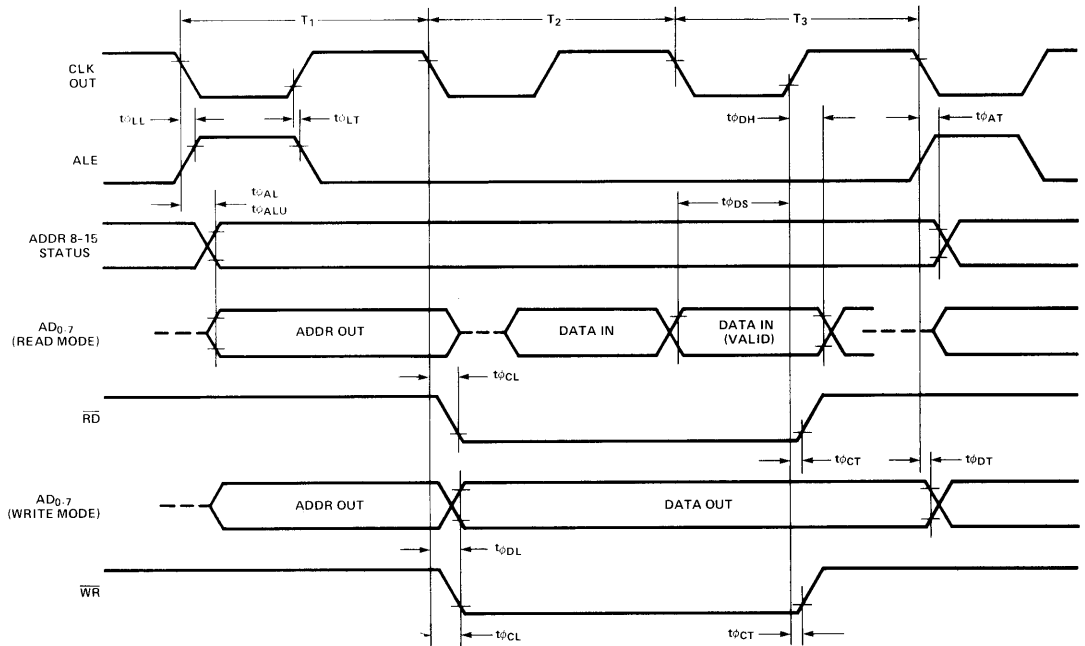 T1 T2 T3
CLK
OUT
tϕLL tϕLT tϕDH tϕAT
ALE
tϕAL
tϕALU
tϕDS
ADDR 8-15
STATUS
AD0-7
(READ MODE)
ADDR OUT DATA IN DATA IN
(VALID)
tϕCL
RD
tϕCT tϕDT
AD0-7
(WRITE MODE)
ADDR OUT DATA OUT
tϕDL
WR
tϕCL tϕCT